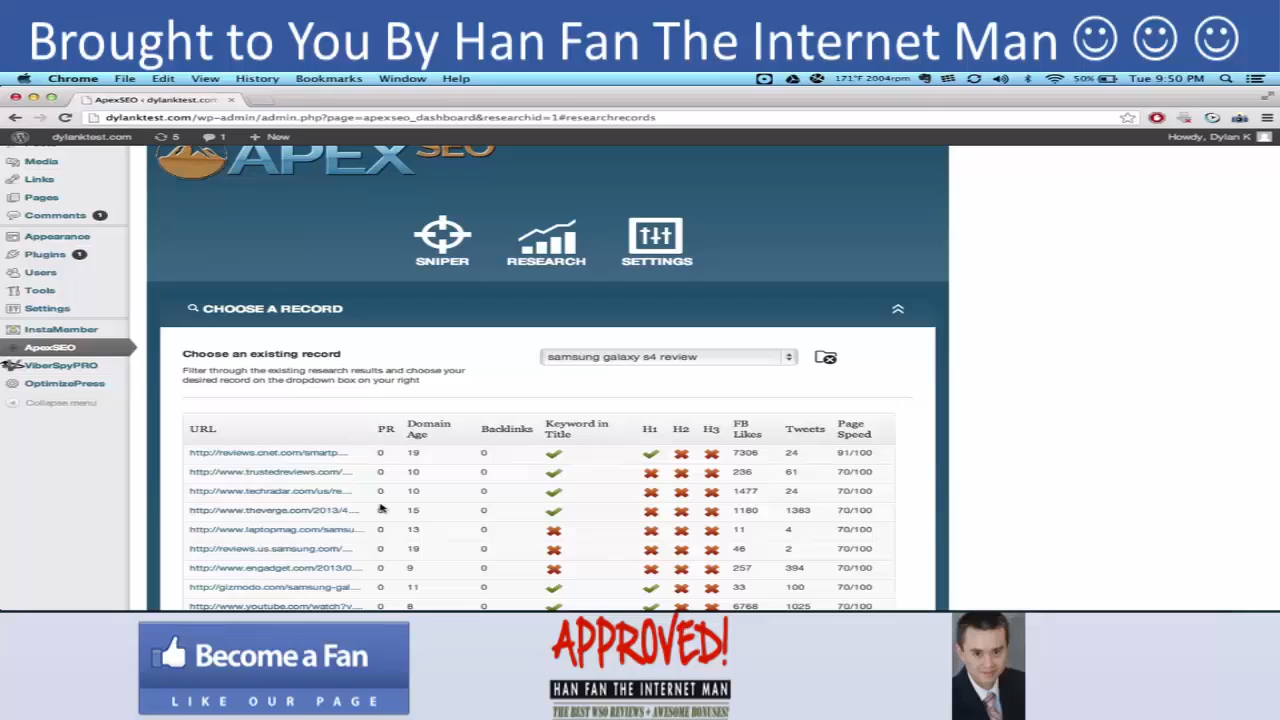 Brought to You By Han Fan The Internet Man
Chrome File Edit View History Bookmarks Window Help 171°F 2004rpm 50% Tue 9:50 PM
ApexSEO ‹ dylanktest.com
dylanktest.com/wp-admin/admin.php?page=apexseo_dashboard&researchid=1#researchrecords
dylanktest.com 5 1 + New Howdy, Dylan K
Media
Links
Pages
Comments 1
Appearance
Plugins 1
Users
Tools
Settings
InstaMember
ApexSEO
ViberSpyPRO
OptimizePress
Collapse menu
APEX SEO
SNIPER RESEARCH SETTINGS
CHOOSE A RECORD
Choose an existing record
Filter through the existing research results and choose your
desired record on the dropdown box on your right
samsung galaxy s4 review
URL PR Domain Age Backlinks Keyword in Title H1 H2 H3 FB Likes Tweets Page Speed
http://reviews.cnet.com/smartp.... 0 19 0 7306 24 91/100
http://www.trustedreviews.com/.... 0 10 0 236 61 70/100
http://www.techradar.com/us/re.... 0 10 0 1477 24 70/100
http://www.theverge.com/2013/4.... 0 15 0 1180 1383 70/100
http://www.laptopmag.com/samsu.... 0 13 0 11 4 70/100
http://reviews.us.samsung.com/.... 0 19 0 46 2 70/100
http://www.engadget.com/2013/0.... 0 9 0 257 394 70/100
http://gizmodo.com/samsung-gal.... 0 11 0 33 100 70/100
http://www.youtube.com/watch?v.... 0 8 0 6768 1025 70/100
Become a Fan
LIKE OUR PAGE
APPROVED!
HAN FAN THE INTERNET MAN
THE BEST WSO REVIEWS + AWESOME BONUSES!